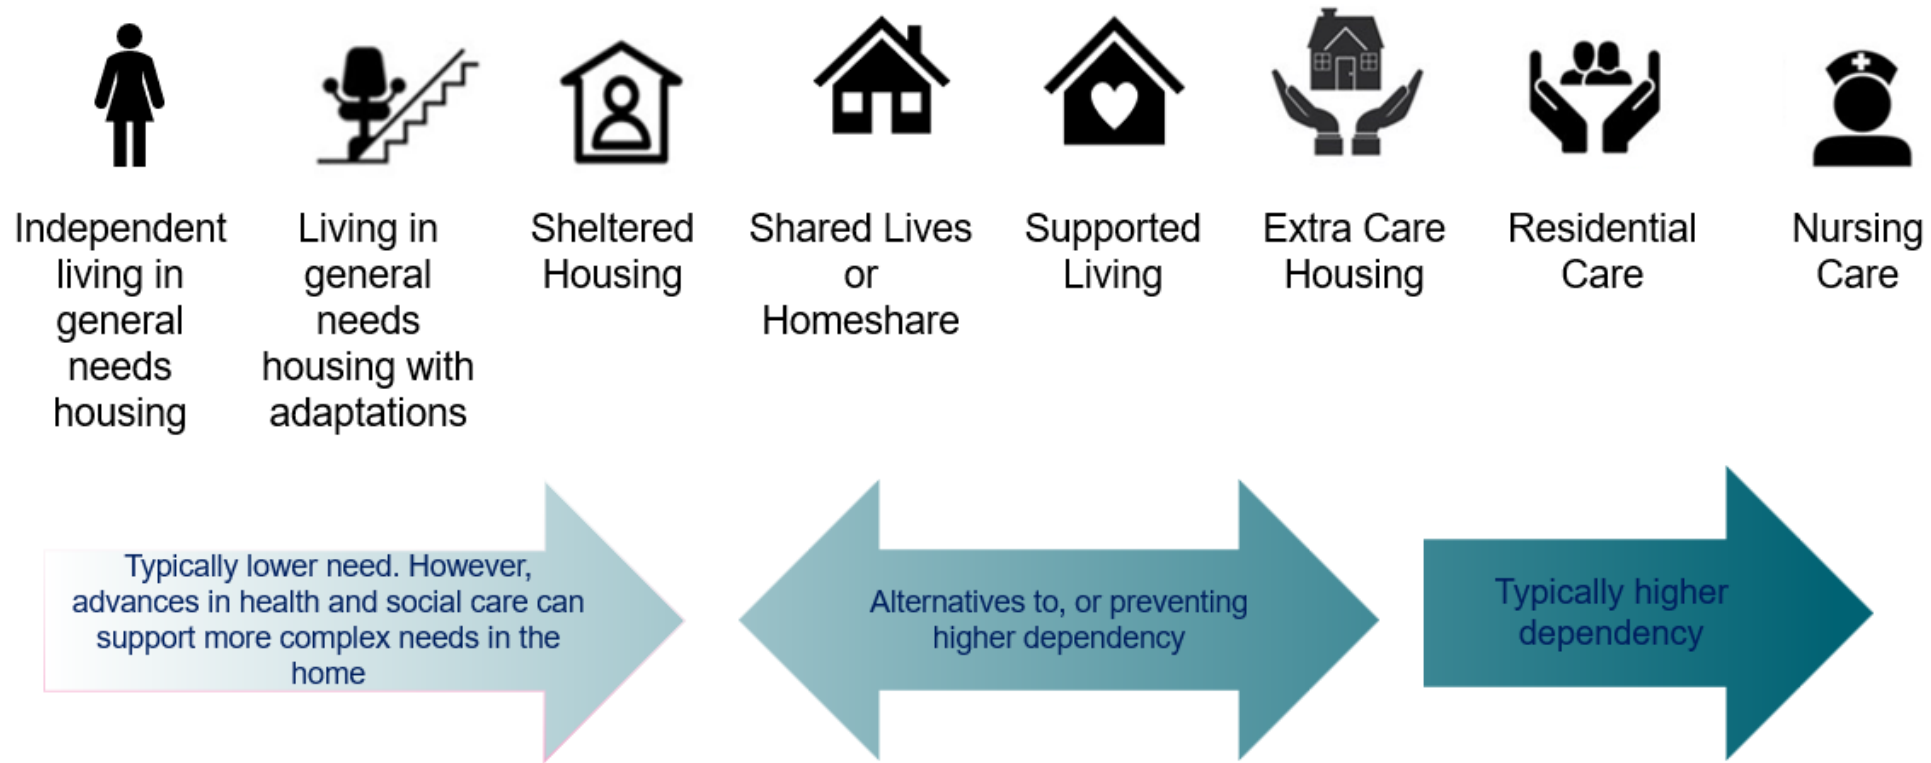 Independent
living in
general
needs
housing
Living in
general
needs
housing with
adaptations
Sheltered
Housing
Shared Lives
or
Homeshare
Supported
Living
Extra Care
Housing
Residential
Care
Nursing
Care
Typically lower need. However,
advances in health and social care can
support more complex needs in the
home
Alternatives to, or preventing
higher dependency
Typically higher
dependency